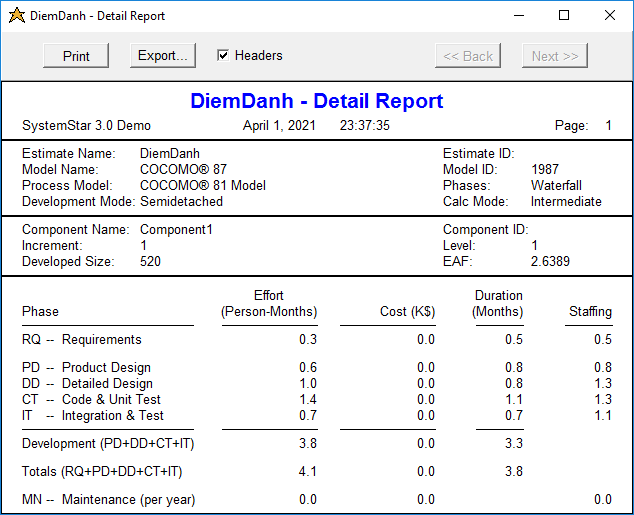 DiemDanh - Detail Report
Print Export... Headers << Back Next >>
DiemDanh - Detail Report
SystemStar 3.0 Demo April 1, 2021 23:37:35 Page: 1
Estimate Name: DiemDanh Estimate ID:
Model Name: COCOMO® 87 Model ID: 1987
Process Model: COCOMO® 81 Model Phases: Waterfall
Development Mode: Semidetached Calc Mode: Intermediate
Component Name: Component1 Component ID:
Increment: 1 Level: 1
Developed Size: 520 EAF: 2.6389
Effort Duration
Phase (Person-Months) Cost (K$) (Months) Staffing
RQ -- Requirements 0.3 0.0 0.5 0.5
PD -- Product Design 0.6 0.0 0.8 0.8
DD -- Detailed Design 1.0 0.0 0.8 1.3
CT -- Code & Unit Test 1.4 0.0 1.1 1.3
IT -- Integration & Test 0.7 0.0 0.7 1.1
Development (PD+DD+CT+IT) 3.8 0.0 3.3
Totals (RQ+PD+DD+CT+IT) 4.1 0.0 3.8
MN -- Maintenance (per year) 0.0 0.0 0.0